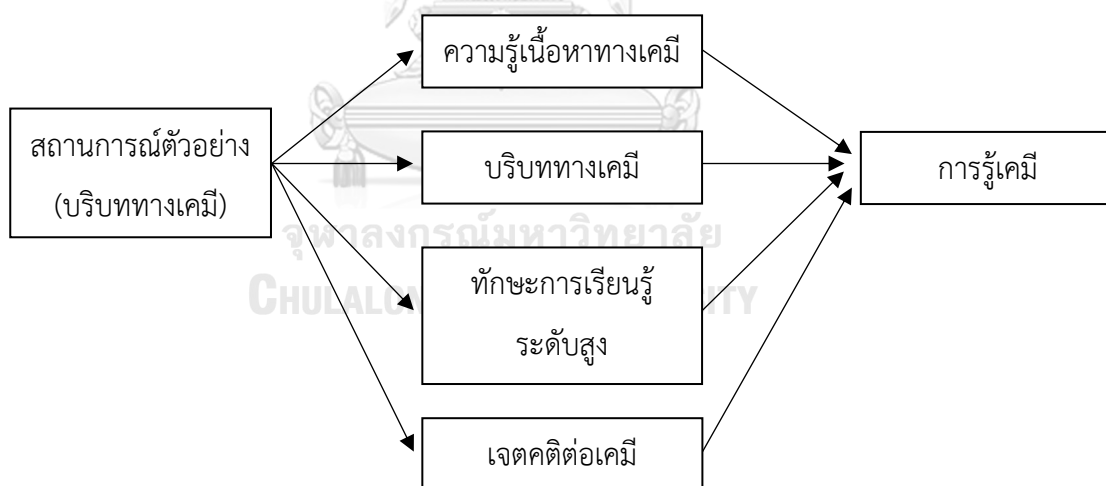 ความรู้เนื้อหาทางเคมี
สถานการณ์ตัวอย่าง
(บริบททางเคมี)
บริบททางเคมี
การรู้เคมี
จุฬาลงกรณ์มหาวิทยาลัย
ทักษะการเรียนรู้
ระดับสูง
เจตคติต่อเคมี